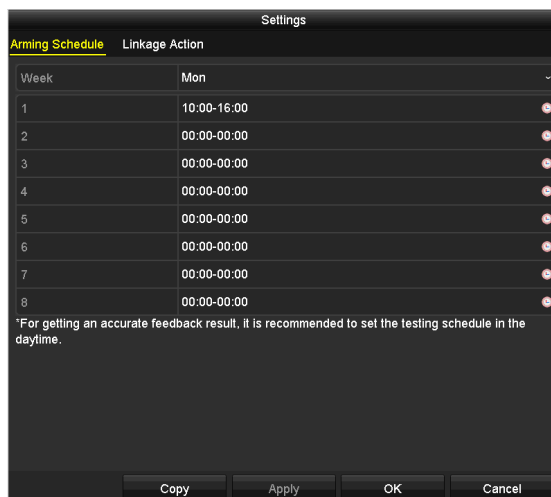 Settings
Arming Schedule Linkage Action
Week Mon
1 10:00-16:00
2 00:00-00:00
3 00:00-00:00
4 00:00-00:00
5 00:00-00:00
6 00:00-00:00
7 00:00-00:00
8 00:00-00:00
*For getting an accurate feedback result, it is recommended to set the testing schedule in the
daytime.
Copy Apply OK Cancel